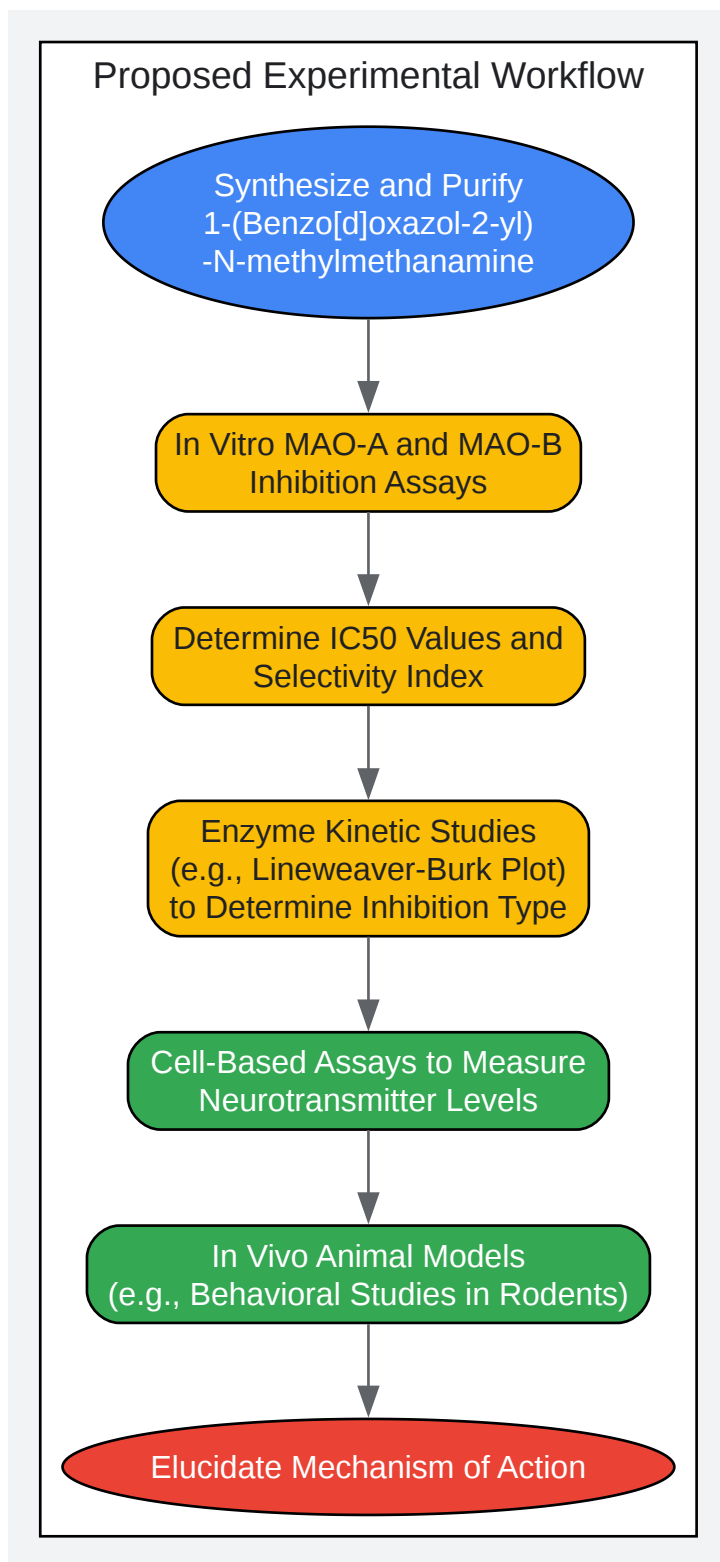 Proposed Experimental Workflow
Synthesize and Purify
1-(Benzo[d]oxazol-2-yl)
-N-methylmethanamine
In Vitro MAO-A and MAO-B
Inhibition Assays
Determine IC50 Values and
Selectivity Index
Enzyme Kinetic Studies
(e.g., Lineweaver-Burk Plot)
to Determine Inhibition Type
Cell-Based Assays to Measure
Neurotransmitter Levels
In Vivo Animal Models
(e.g., Behavioral Studies in Rodents)
Elucidate Mechanism of Action